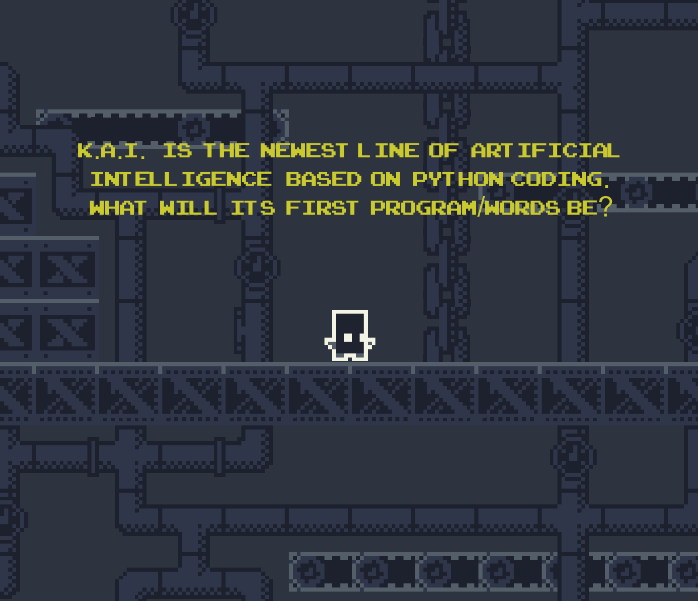 K.A.I. IS THE NEWEST LINE OF ARTIFICIAL
INTELLIGENCE BASED ON PYTHON CODING.
WHAT WILL ITS FIRST PROGRAM/WORDS BE?